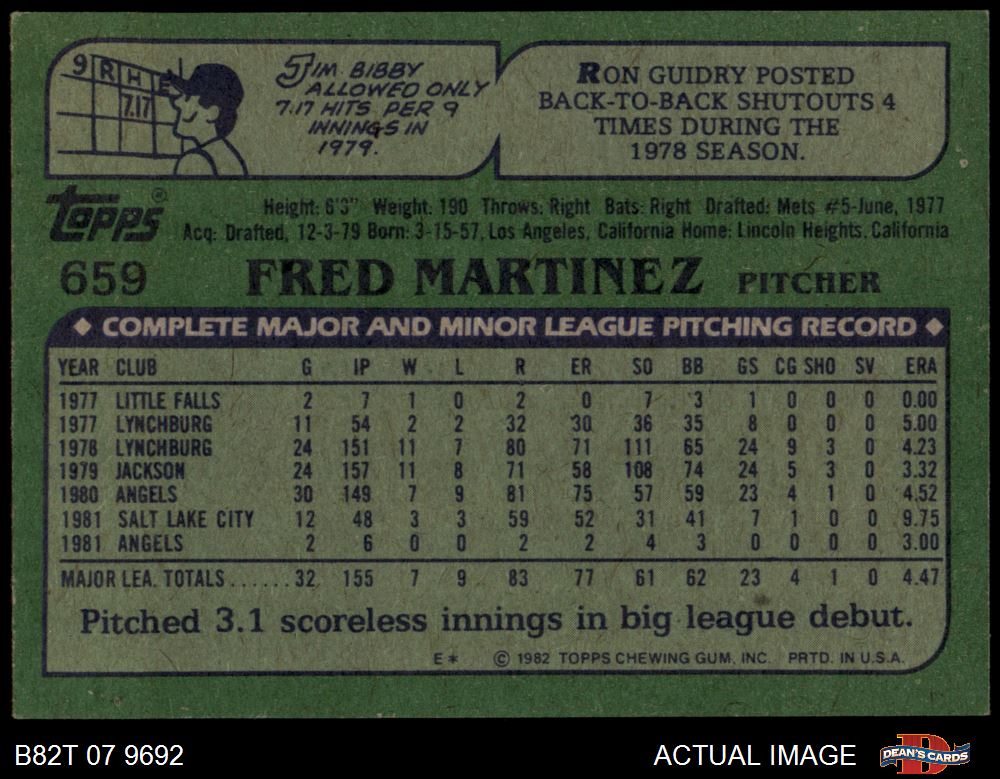 9 R H E
7.17
JIM BIBBY
ALLOWED ONLY
7.17 HITS PER 9
INNINGS IN
1979.
RON GUIDRY POSTED
BACK-TO-BACK SHUTOUTS 4
TIMES DURING THE
1978 SEASON.
Topps®
Height: 6'3" Weight: 190 Throws: Right Bats: Right Drafted: Mets #5-June, 1977
Acq: Drafted, 12-3-79 Born: 3-15-57, Los Angeles, California Home: Lincoln Heights, California
659 FRED MARTINEZ PITCHER
◆ COMPLETE MAJOR AND MINOR LEAGUE PITCHING RECORD ◆
YEAR CLUB G IP W L R ER SO BB GS CG SHO SV ERA
1977 LITTLE FALLS 2 7 1 0 2 0 7 3 1 0 0 0 0.00
1977 LYNCHBURG 11 54 2 2 32 30 36 35 8 0 0 0 5.00
1978 LYNCHBURG 24 151 11 7 80 71 111 65 24 9 3 0 4.23
1979 JACKSON 24 157 11 8 71 58 108 74 24 5 3 0 3.32
1980 ANGELS 30 149 7 9 81 75 57 59 23 4 1 0 4.52
1981 SALT LAKE CITY 12 48 3 3 59 52 31 41 7 1 0 0 9.75
1981 ANGELS 2 6 0 0 2 2 4 3 0 0 0 0 3.00
MAJOR LEA. TOTALS......32 155 7 9 83 77 61 62 23 4 1 0 4.47
Pitched 3.1 scoreless innings in big league debut.
E* © 1982 TOPPS CHEWING GUM, INC. PRTD. IN U.S.A.
B82T 07 9692 ACTUAL IMAGE DEAN'S CARDS